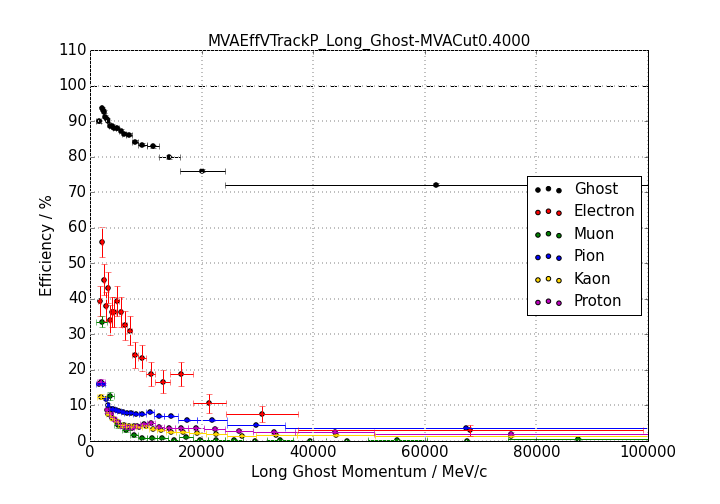 MVAEffVTrackP_Long_Ghost-MVACut0.4000
110
100
90
80
70
60
50
40
30
20
10
0
Efficiency / %
Ghost
Electron
Muon
Pion
Kaon
Proton
0 20000 40000 60000 80000 100000
Long Ghost Momentum / MeV/c